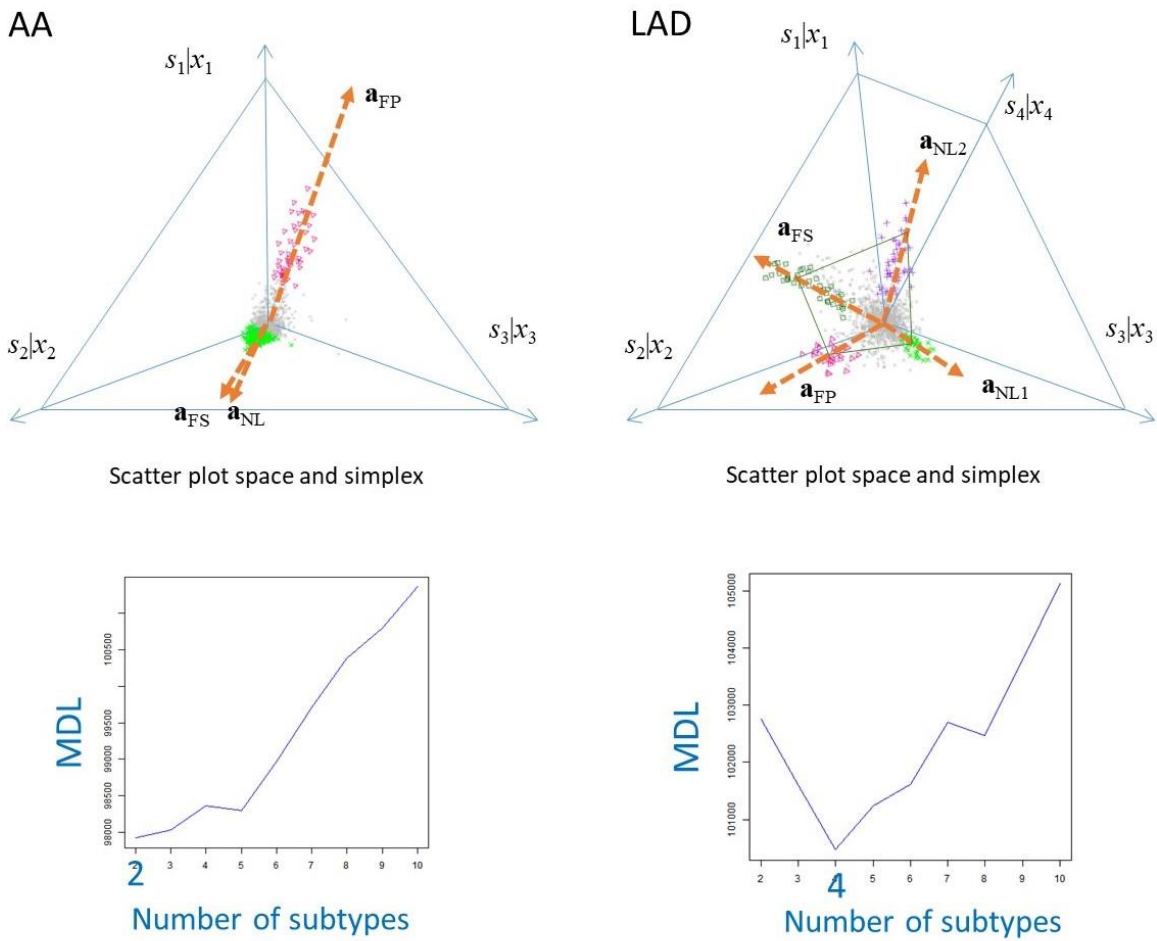 AA
s1|x1
aFP
s2|x2
s3|x3
aFS aNL
Scatter plot space and simplex
LAD
s1|x1
s4|x4
aNL2
aFS
s2|x2
s3|x3
aFP
aNL1
Scatter plot space and simplex
MDL
100500
99500
99000
98500
98000
2 3 4 5 6 7 8 9 10
2
Number of subtypes
MDL
105000
104000
103000
102000
101000
2 3 4 5 6 7 8 9 10
4
Number of subtypes